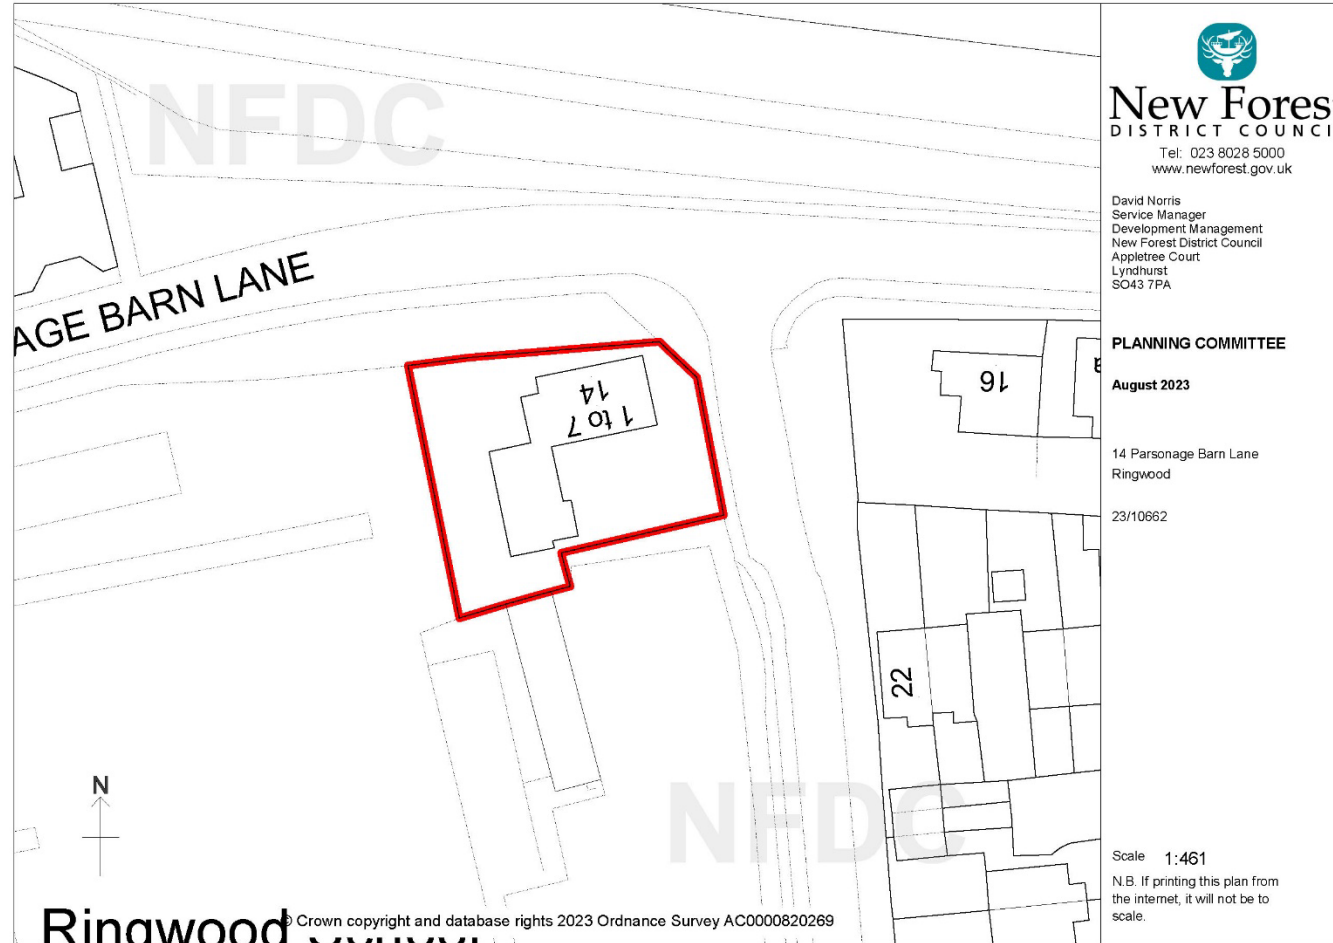 NFDC
AGE BARN LANE
1 to 7
14
16
22
N
NFDC
Ringwood
© Crown copyright and database rights 2023 Ordnance Survey AC0000820269
New Fores
DISTRICT COUNCI
Tel: 023 8028 5000
www.newforest.gov.uk
David Norris
Service Manager
Development Management
New Forest District Council
Appletree Court
Lyndhurst
SO43 7PA
PLANNING COMMITTEE
August 2023
14 Parsonage Barn Lane
Ringwood
23/10662
Scale 1:461
N.B. If printing this plan from
the internet, it will not be to
scale.